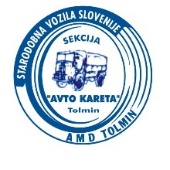 STARODOBNA VOZILA SLOVENIJE
SEKCIJA
"AVTO KARETA"
Tolmin
AMD TOLMIN